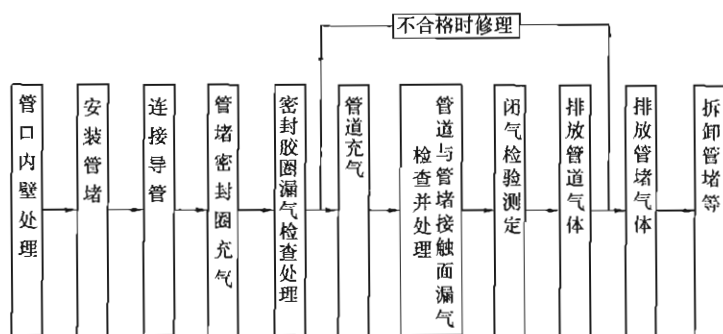 不合格时修理
管口内壁处理
安装管堵
连接导管
管堵密封圈充气
密封胶圈漏气检查处理
管道充气
管道与管堵接触面漏气
检查并处理
闭气检验测定
排放管道气体
排放管堵气体
拆卸管堵等